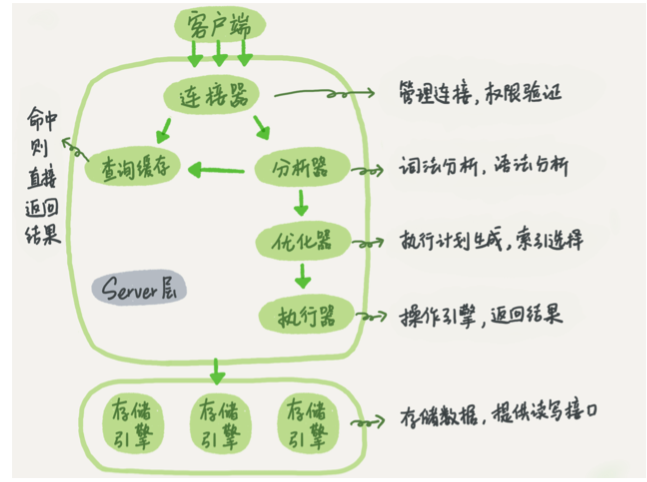 客户端
连接器
管理连接，权限验证
命中
则
直接
返回
结果
查询缓存
分析器
词法分析，语法分析
优化器
执行计划生成，索引选择
Server层
执行器
操作引擎，返回结果
存储
引擎
存储
引擎
存储
引擎
存储数据，提供读写接口